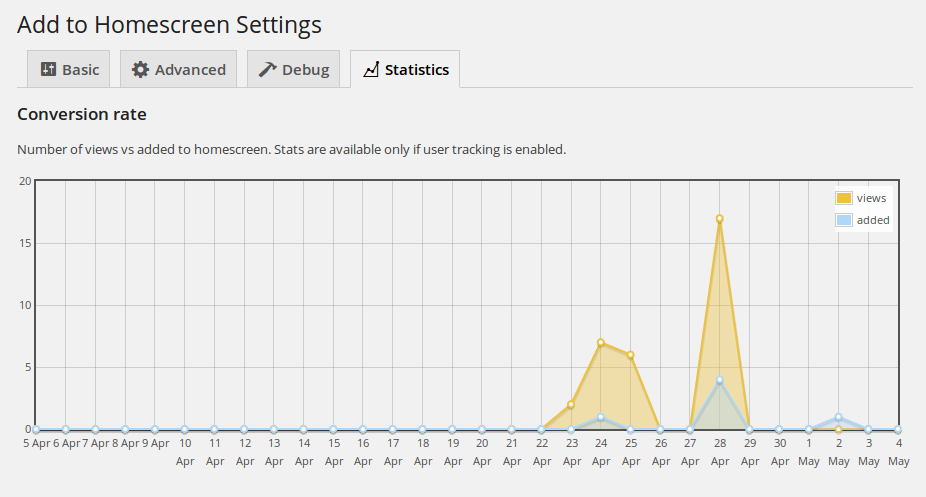 Add to Homescreen Settings
Basic Advanced Debug Statistics
Conversion rate
Number of views vs added to homescreen. Stats are available only if user tracking is enabled.
20
views
added
15
10
5
0
5 Apr 6 Apr 7 Apr 8 Apr 9 Apr 10 11 12 13 14 15 16 17 18 19 20 21 22 23 24 25 26 27 28 29 30 1 2 3 4
Apr Apr Apr Apr Apr Apr Apr Apr Apr Apr Apr Apr Apr Apr Apr Apr Apr Apr Apr Apr Apr May May May May